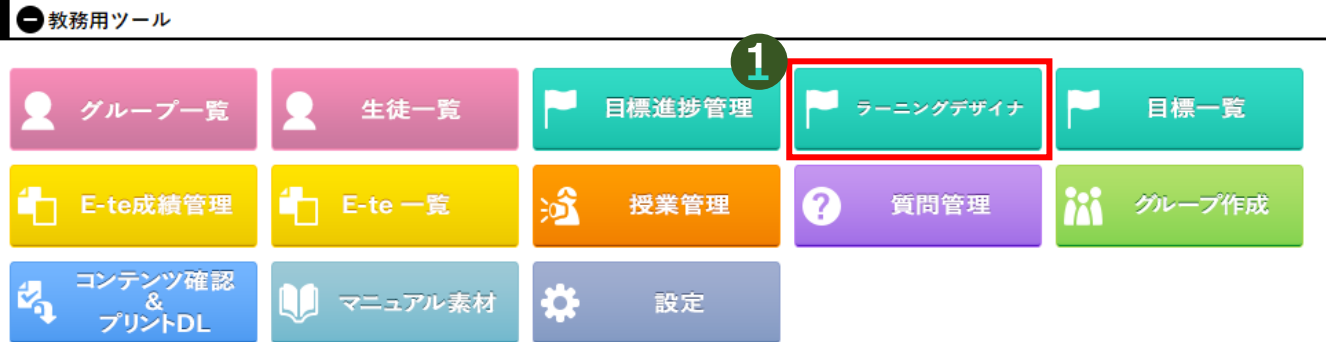 教務用ツール
1
グループ一覧
生徒一覧
目標進捗管理
ラーニングデザイナ
目標一覧
E-te成績管理
E-te 一覧
授業管理
?
質問管理
グループ作成
コンテンツ確認
&
プリントDL
マニュアル素材
設定